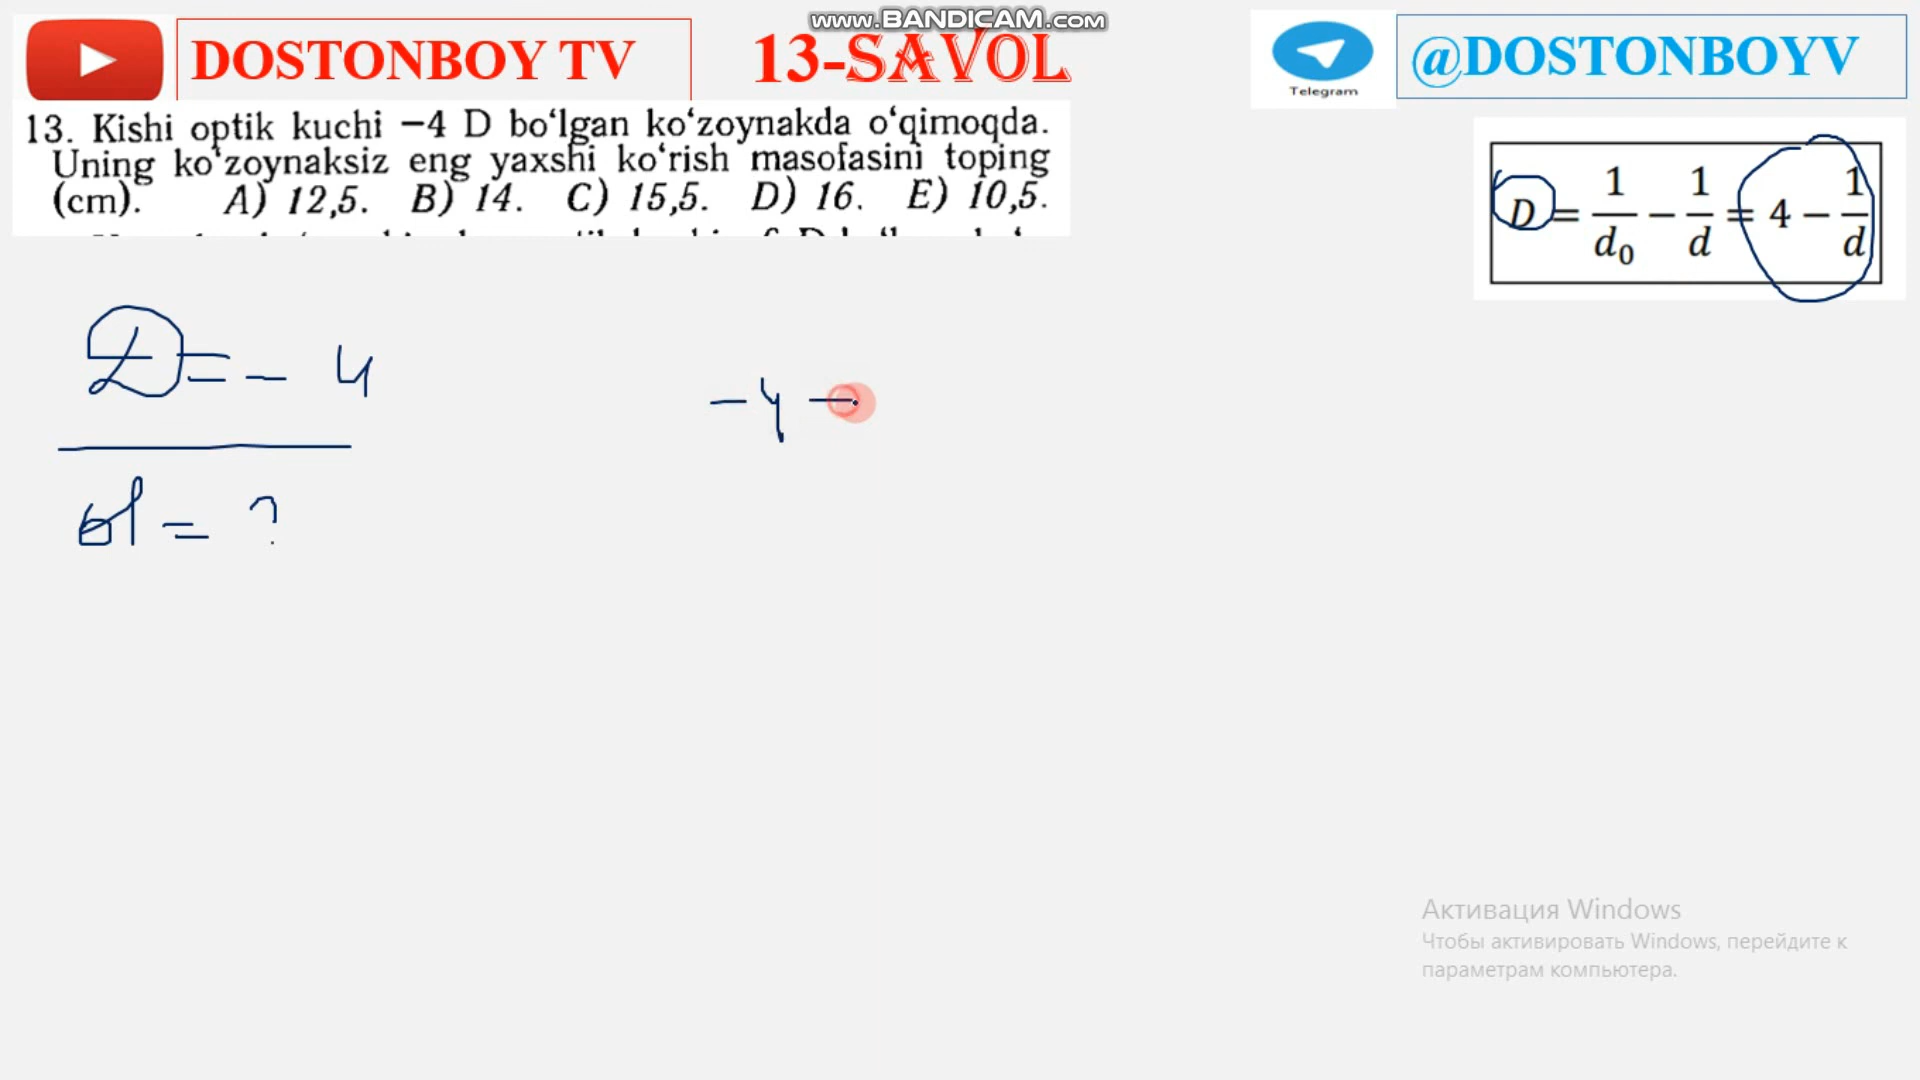 www.BANDICAM.com
DOSTONBOY TV
13-SAVOL
Telegram
@DOSTONBOYV
13. Kishi optik kuchi −4 D bo‘lgan ko‘zoynakda o‘qimoqda.
Uning ko‘zoynaksiz eng yaxshi ko‘rish masofasini toping
(cm). A) 12,5. B) 14. C) 15,5. D) 16. E) 10,5.
D = 1/d₀ − 1/d = 4 − 1/d
D = − 4
d = ?
−4 =
Активация Windows
Чтобы активировать Windows, перейдите к
параметрам компьютера.